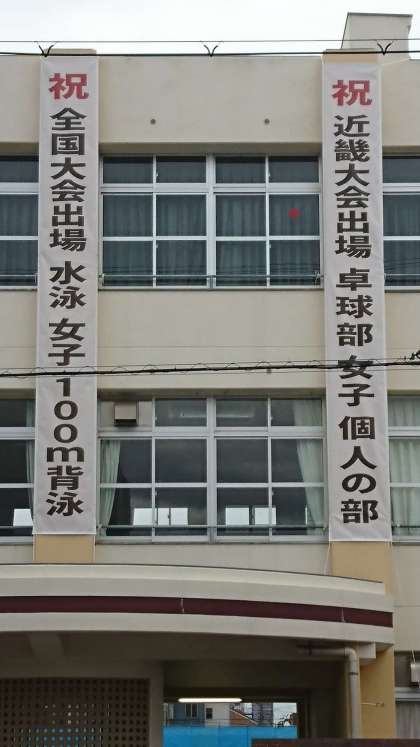 祝 近畿大会出場 卓球部 女子 個人の部
祝 全国大会出場 水泳 女子 100m背泳